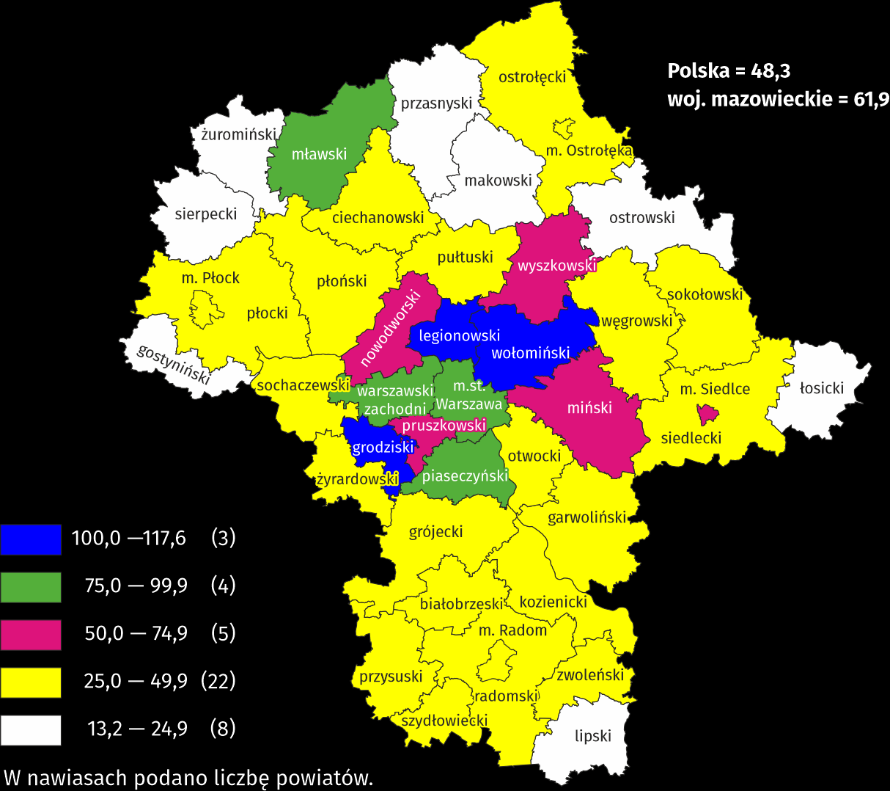 Polska = 48,3
woj. mazowieckie = 61,9
ostrołęcki
przasnyski
żuromiński
mławski
m. Ostrołęka
makowski
sierpecki
ciechanowski
ostrowski
pułtuski
wyszkowski
m. Płock
płoński
sokołowski
płocki
nowodworski
legionowski
węgrowski
wołomiński
gostyniński
sochaczewski
warszawski
zachodni
m.st.
Warszawa
m. Siedlce
łosicki
miński
pruszkowski
siedlecki
grodziski
otwocki
żyrardowski
piaseczyński
garwoliński
grójecki
białobrzeski
kozienicki
m. Radom
przysuski
zwoleński
radomski
szydłowiecki
lipski
100,0 —117,6 (3)
75,0 — 99,9 (4)
50,0 — 74,9 (5)
25,0 — 49,9 (22)
13,2 — 24,9 (8)
W nawiasach podano liczbę powiatów.